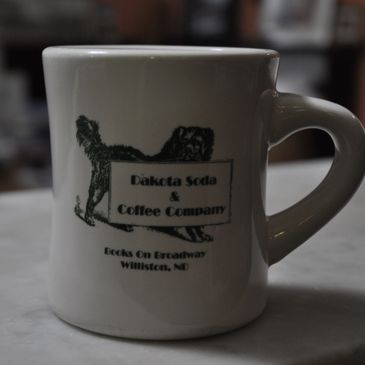 Dakota Soda
&
Coffee Company
Books On Broadway
Williston, ND